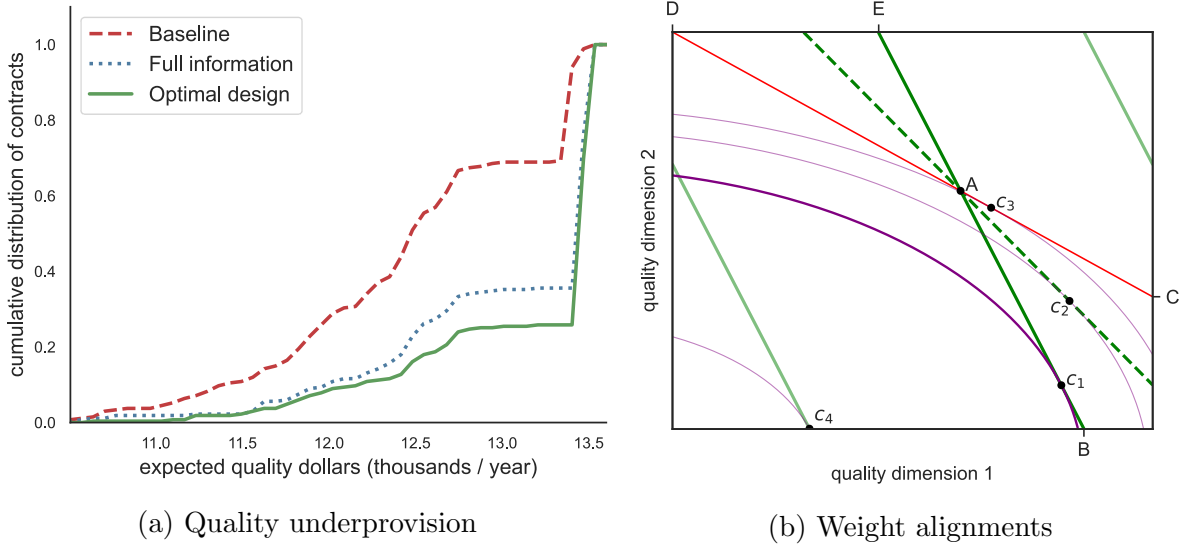 Baseline
Full information
Optimal design
1.0
0.8
0.6
0.4
0.2
0.0
cumulative distribution of contracts
11.0 11.5 12.0 12.5 13.0 13.5
expected quality dollars (thousands / year)
(a) Quality underprovision
D E
A
c3
C
c2
c1
c4
B
quality dimension 2
quality dimension 1
(b) Weight alignments